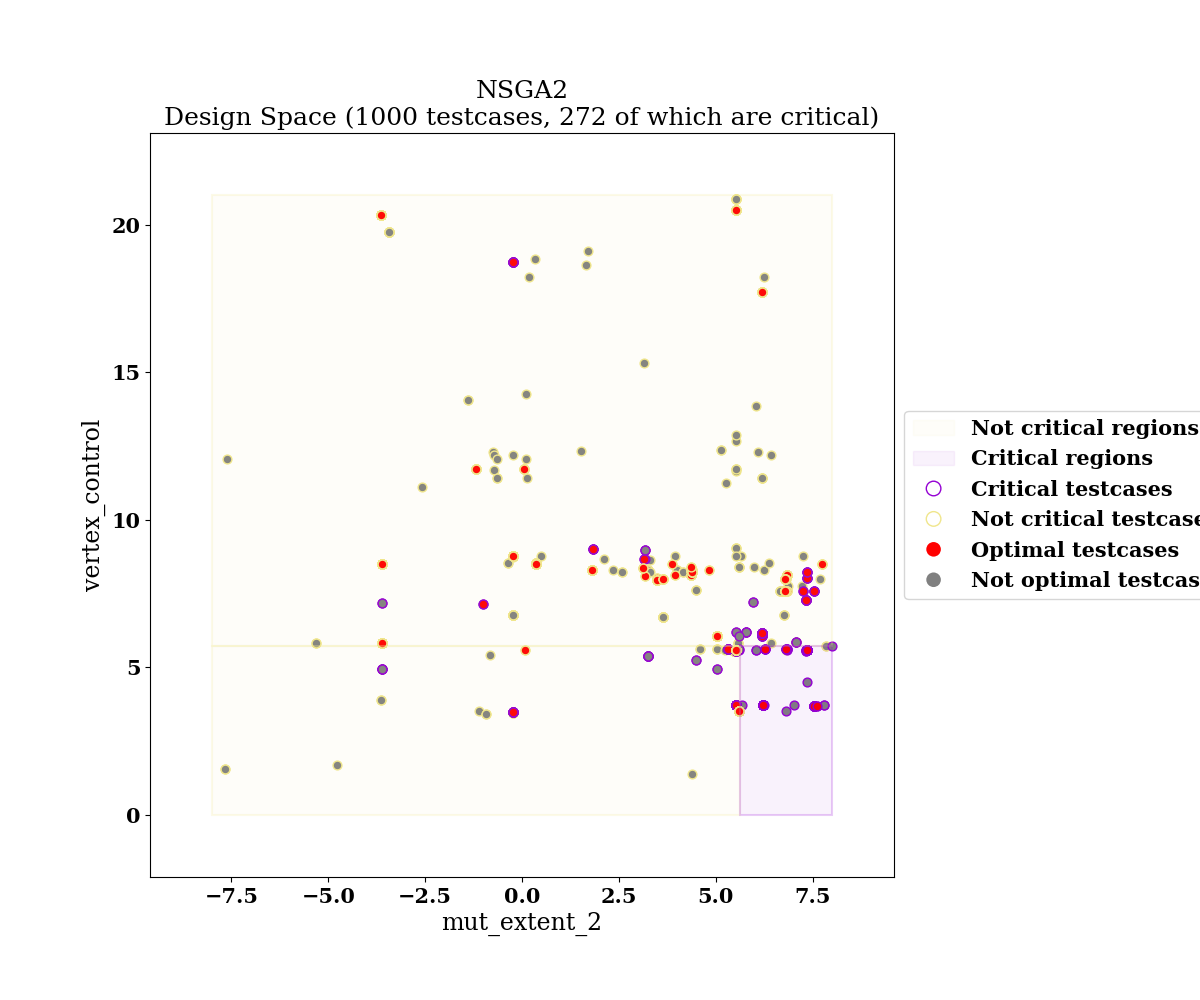 NSGA2
Design Space (1000 testcases, 272 of which are critical)
vertex_control
20
15
10
5
0
−7.5
−5.0
−2.5
0.0
2.5
5.0
7.5
mut_extent_2
Not critical regions
Critical regions
Critical testcases
Not critical testcase
Optimal testcases
Not optimal testcas